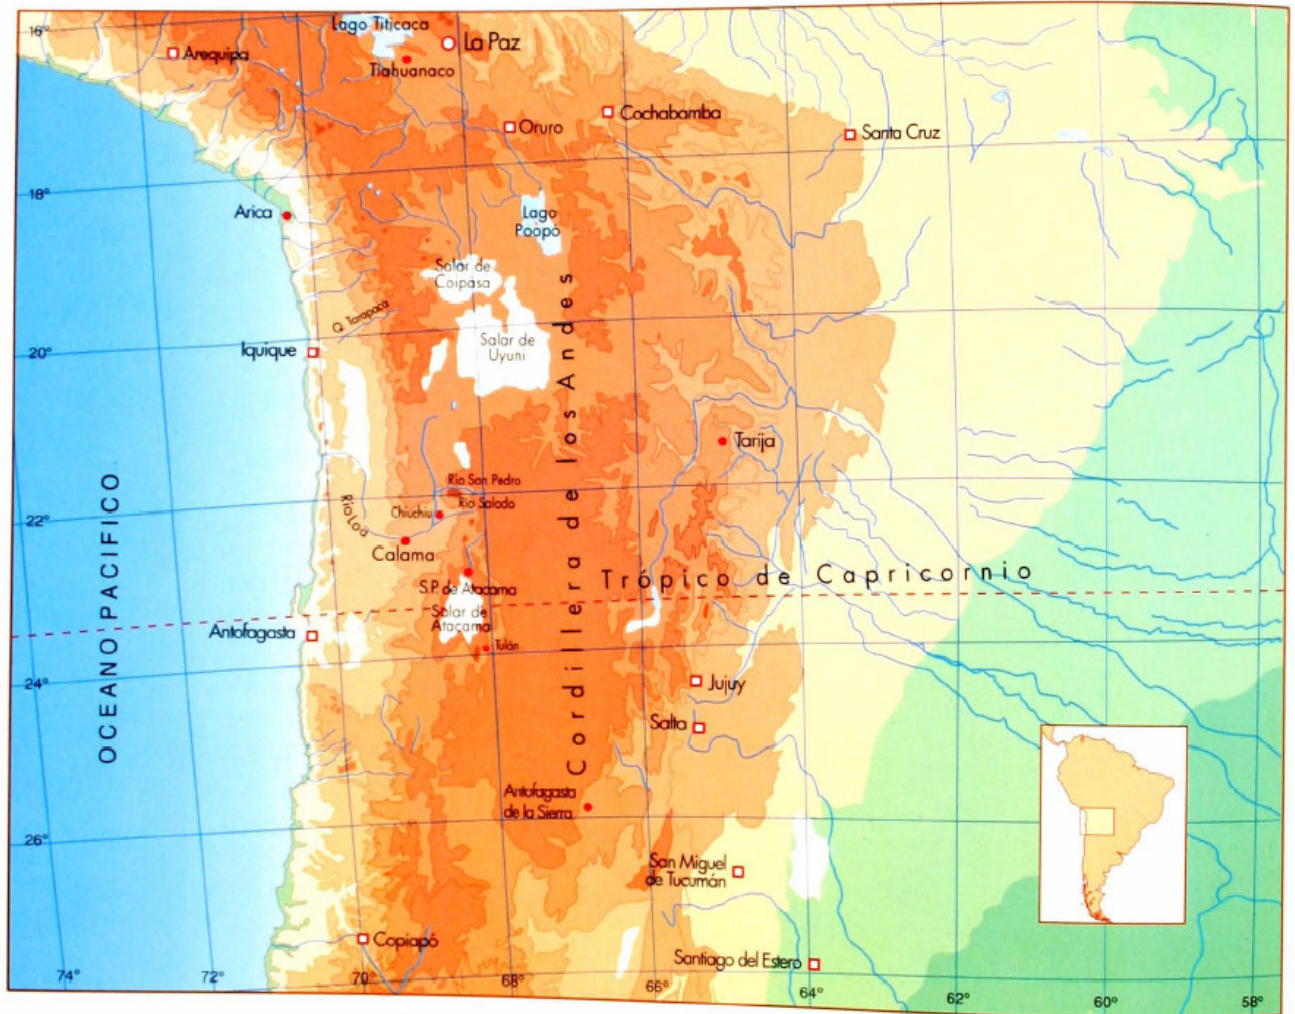 16°
Lago Titicaca
La Paz
Arequipa
Tiahuanaco
Cochabamba
Oruro
Santa Cruz
18°
Arica
Lago
Poopó
Salar de
Coipasa
Q. Tarapacá
Iquique
20°
Salar de
Uyuni
Cordillera de los Andes
Tarija
OCEANO PACIFICO
Río San Pedro
Río Loa
Río Salado
Chiuchiu
22°
Calama
Trópico de Capricornio
S.P. de Atacama
Salar de
Atacama
Antofagasta
Tulán
24°
Jujuy
Salta
Antofagasta
de la Sierra
26°
San Miguel
de Tucumán
Copiapó
Santiago del Estero
74°
72°
70°
68°
66°
64°
62°
60°
58°